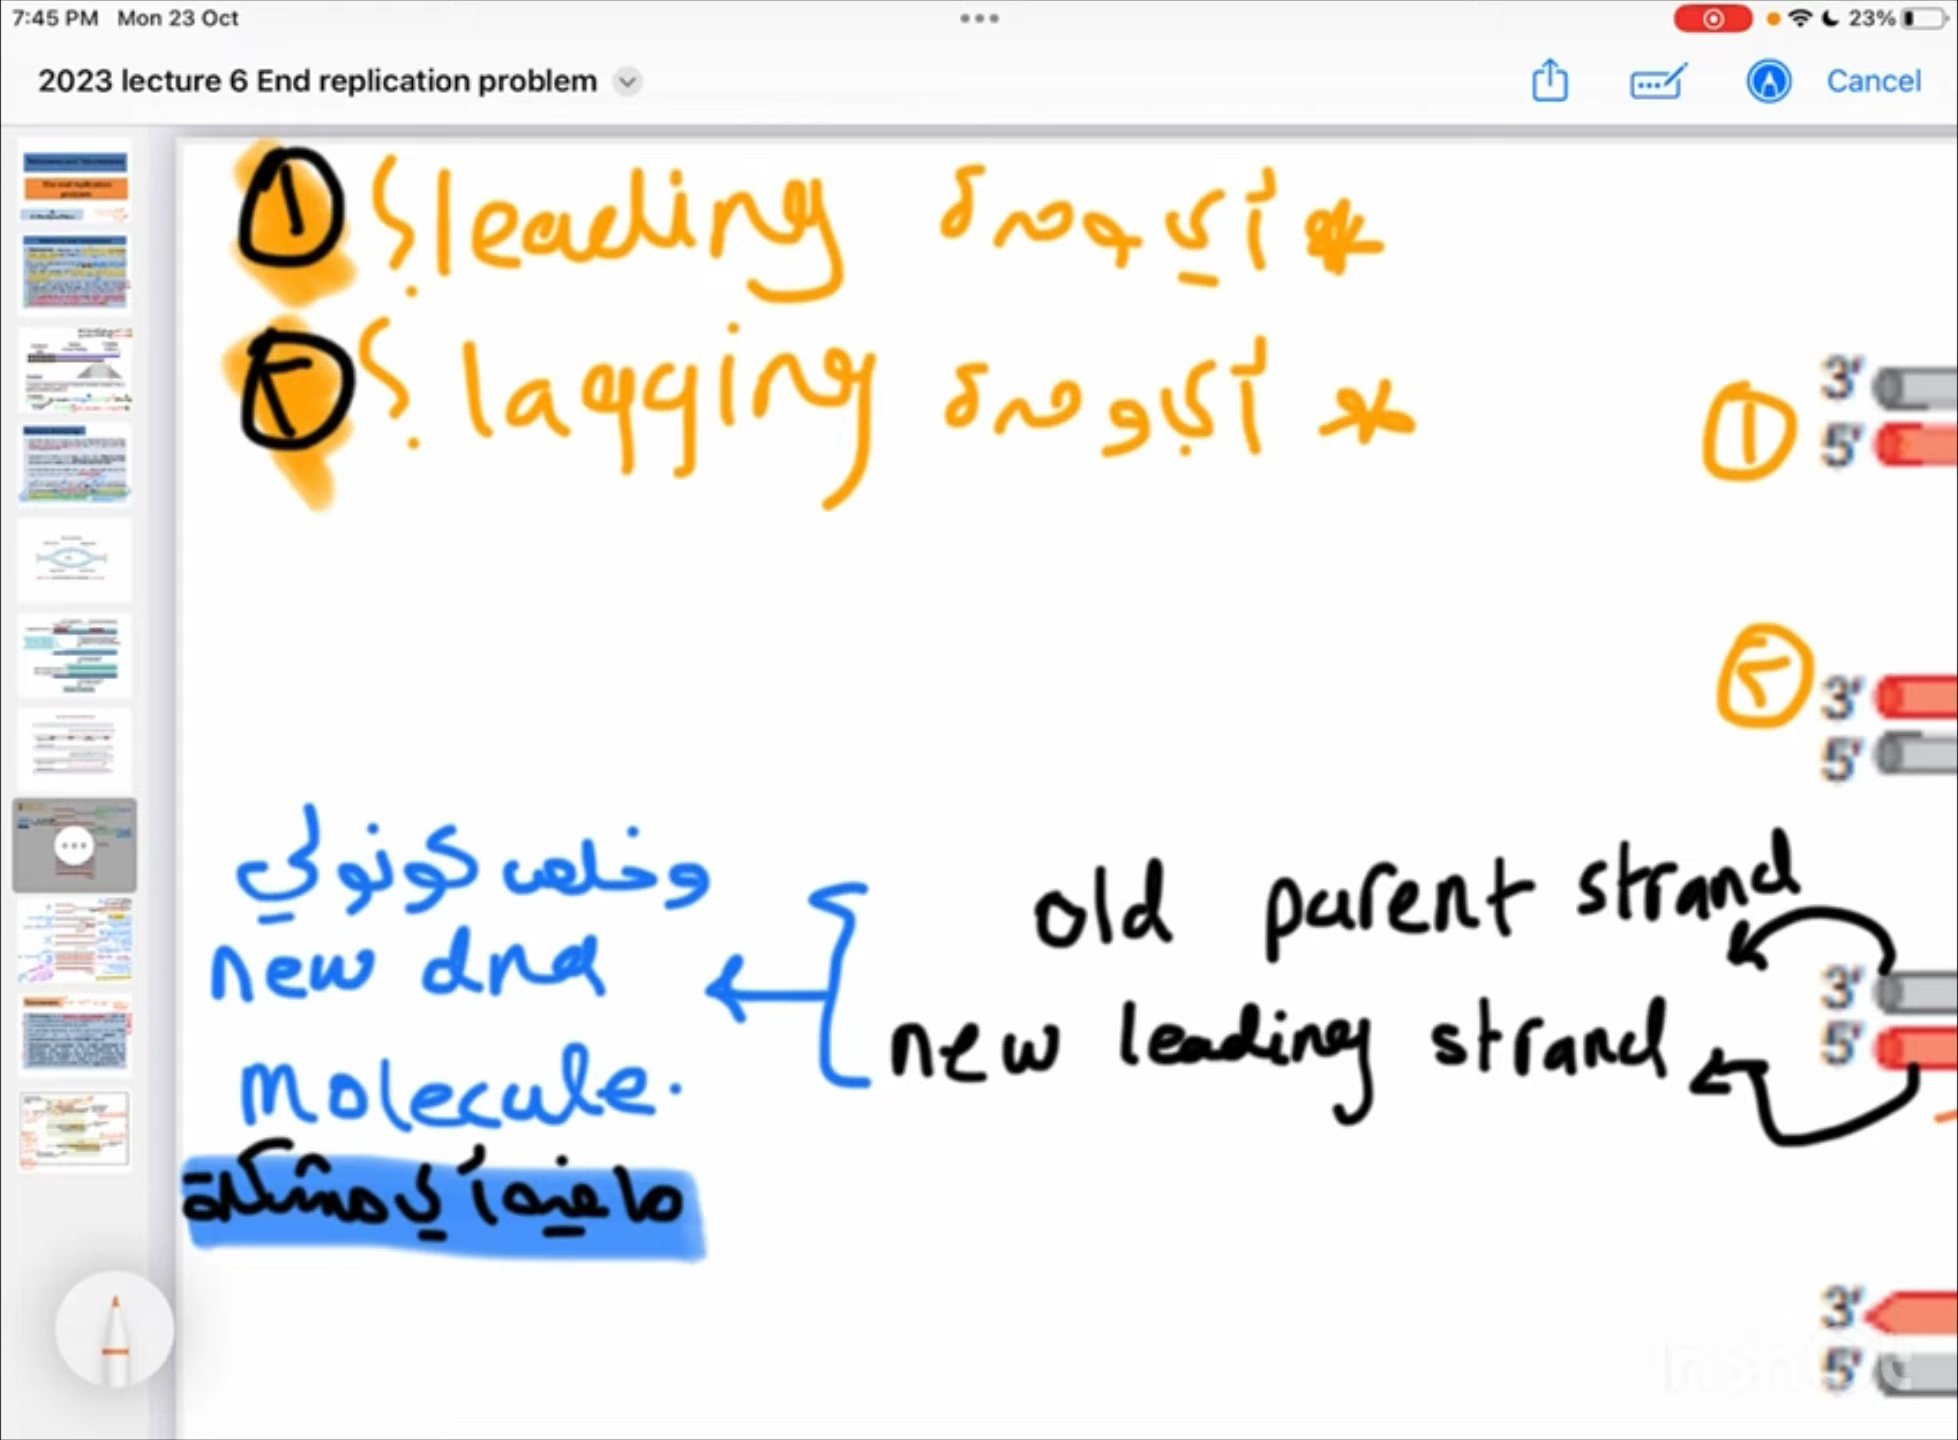 7:45 PM Mon 23 Oct
23%
2023 lecture 6 End replication problem
Cancel
* أي وحدة leading؟ ①
* أي وحدة lagging؟ ②
① 3'
5'
② 3'
5'
old parent strand
3'
new leading strand
5'
وخلص كونولي
new dna
molecule.
ما فيه أي مشكلة
3'
5'
InShot